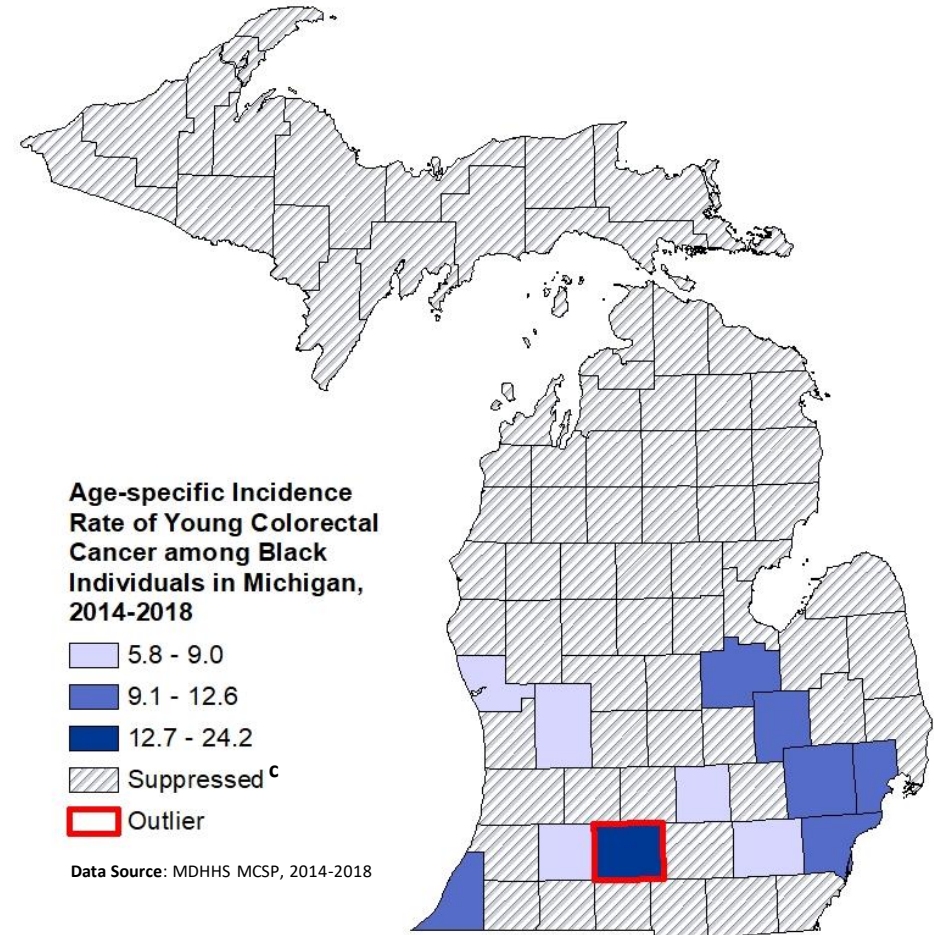 Age-specific Incidence
Rate of Young Colorectal
Cancer among Black
Individuals in Michigan,
2014-2018
5.8 - 9.0
9.1 - 12.6
12.7 - 24.2
Suppressed c
Outlier
Data Source: MDHHS MCSP, 2014-2018